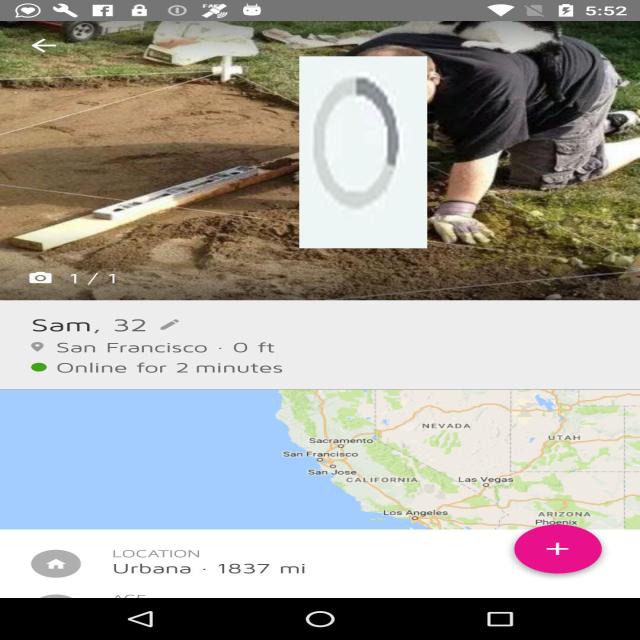 5:52
1 / 1
Sam, 32
San Francisco · 0 ft
Online for 2 minutes
NEVADA
UTAH
Sacramento
San Francisco
San Jose
CALIFORNIA
Las Vegas
Los Angeles
ARIZONA
Phoenix
LOCATION
Urbana · 1837 mi